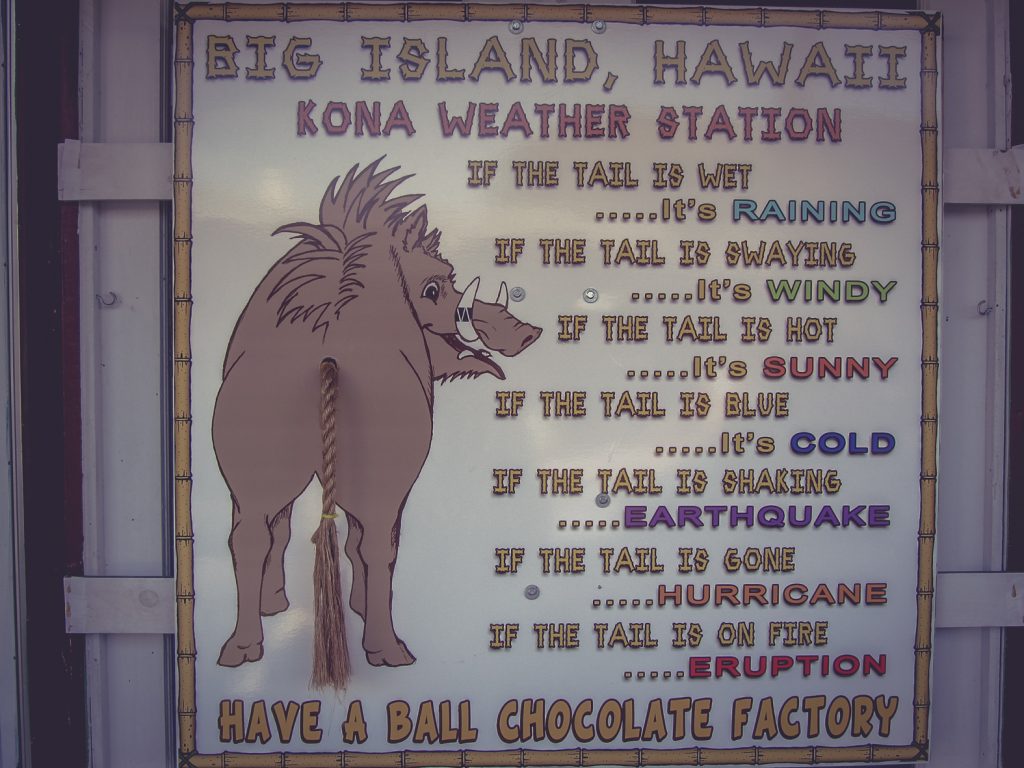 BIG ISLAND, HAWAII
KONA WEATHER STATION
IF THE TAIL IS WET
.....It's RAINING
IF THE TAIL IS SWAYING
.....It's WINDY
IF THE TAIL IS HOT
.....It's SUNNY
IF THE TAIL IS BLUE
.....It's COLD
IF THE TAIL IS SHAKING
.....EARTHQUAKE
IF THE TAIL IS GONE
.....HURRICANE
IF THE TAIL IS ON FIRE
.....ERUPTION
HAVE A BALL CHOCOLATE FACTORY